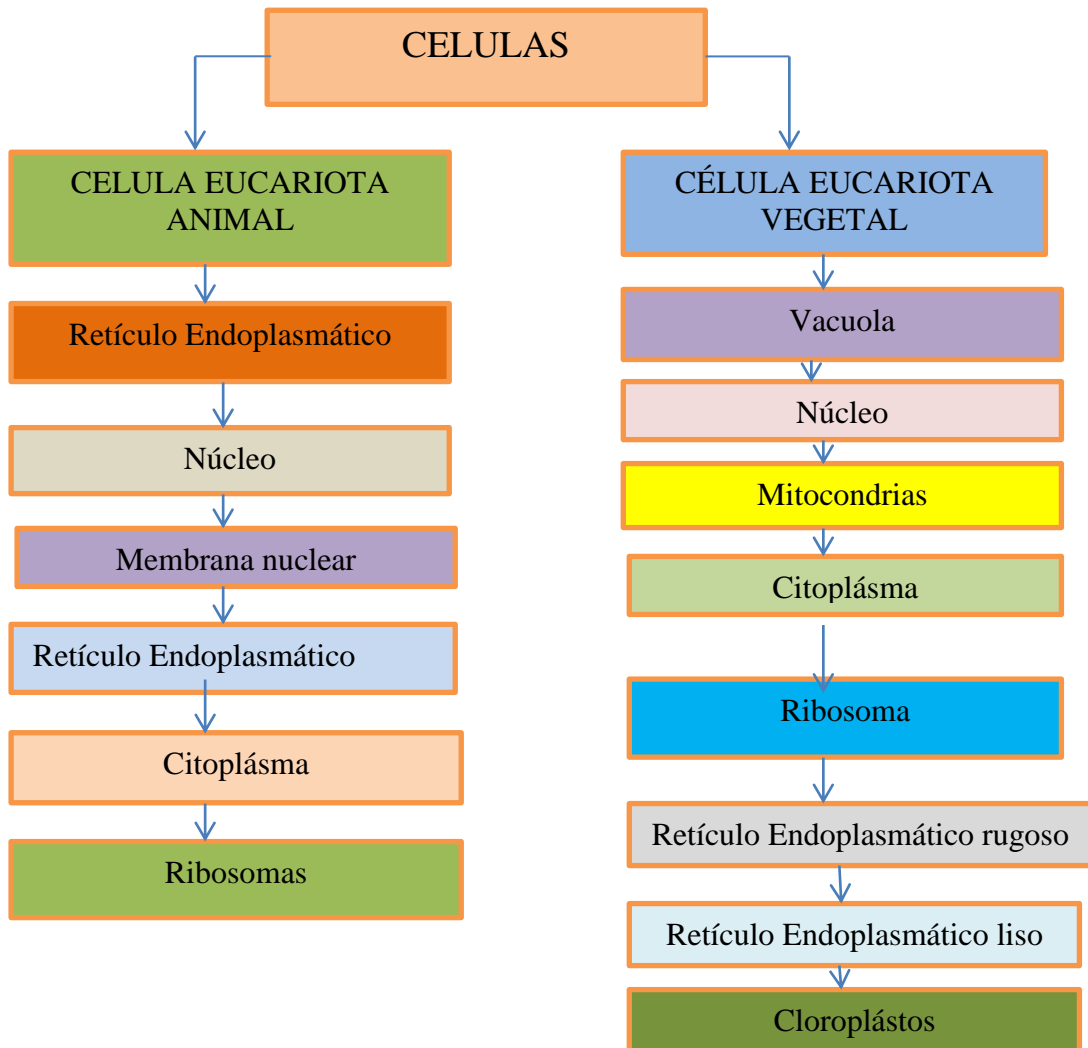 CELULAS
CELULA EUCARIOTA
ANIMAL
Retículo Endoplasmático
Núcleo
Membrana nuclear
Retículo Endoplasmático
Citoplásma
Ribosomas
CÉLULA EUCARIOTA
VEGETAL
Vacuola
Núcleo
Mitocondrias
Citoplásma
Ribosoma
Retículo Endoplasmático rugoso
Retículo Endoplasmático liso
Cloroplástos